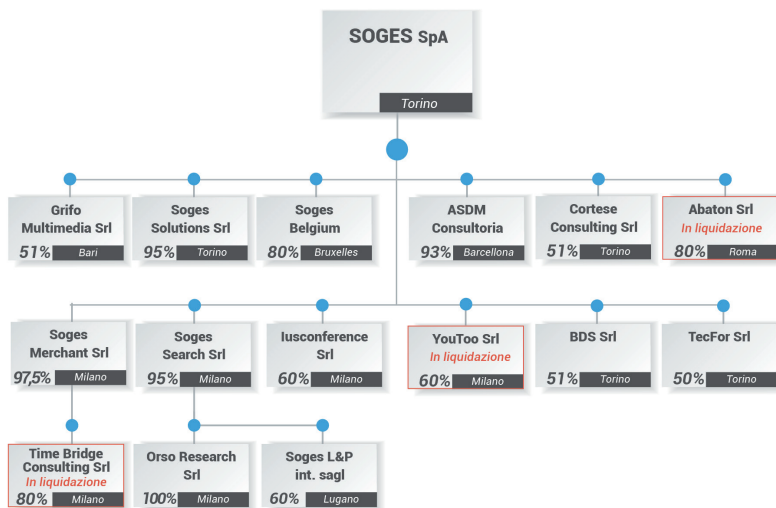 SOGES SpA
Torino
Grifo
Multimedia Srl
51% Bari
Soges
Solutions Srl
95% Torino
Soges
Belgium
80% Bruxelles
ASDM
Consultoria
93% Barcellona
Cortese
Consulting Srl
51% Torino
Abaton Srl
In liquidazione
80% Roma
Soges
Merchant Srl
97,5% Milano
Soges
Search Srl
95% Milano
Iusconference
Srl
60% Milano
YouToo Srl
In liquidazione
60% Milano
BDS Srl
51% Torino
TecFor Srl
50% Torino
Time Bridge
Consulting Srl
In liquidazione
80% Milano
Orso Research
Srl
100% Milano
Soges L&P
int. sagl
60% Lugano